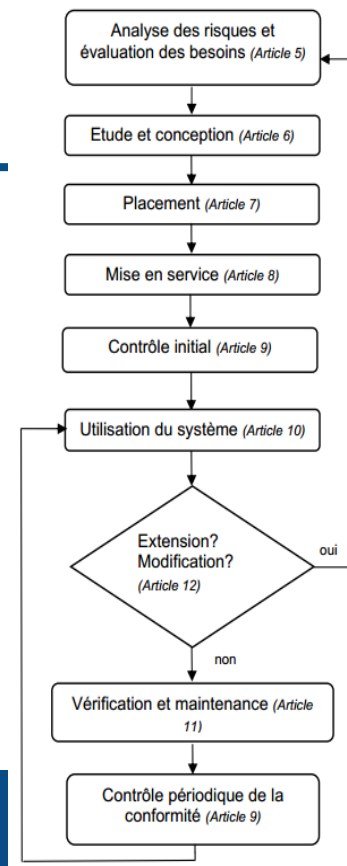 Analyse des risques et
évaluation des besoins (Article 5)
Etude et conception (Article 6)
Placement (Article 7)
Mise en service (Article 8)
Contrôle initial (Article 9)
Utilisation du système (Article 10)
Extension?
Modification?
(Article 12)
oui
non
Vérification et maintenance (Article
11)
Contrôle périodique de la
conformité (Article 9)